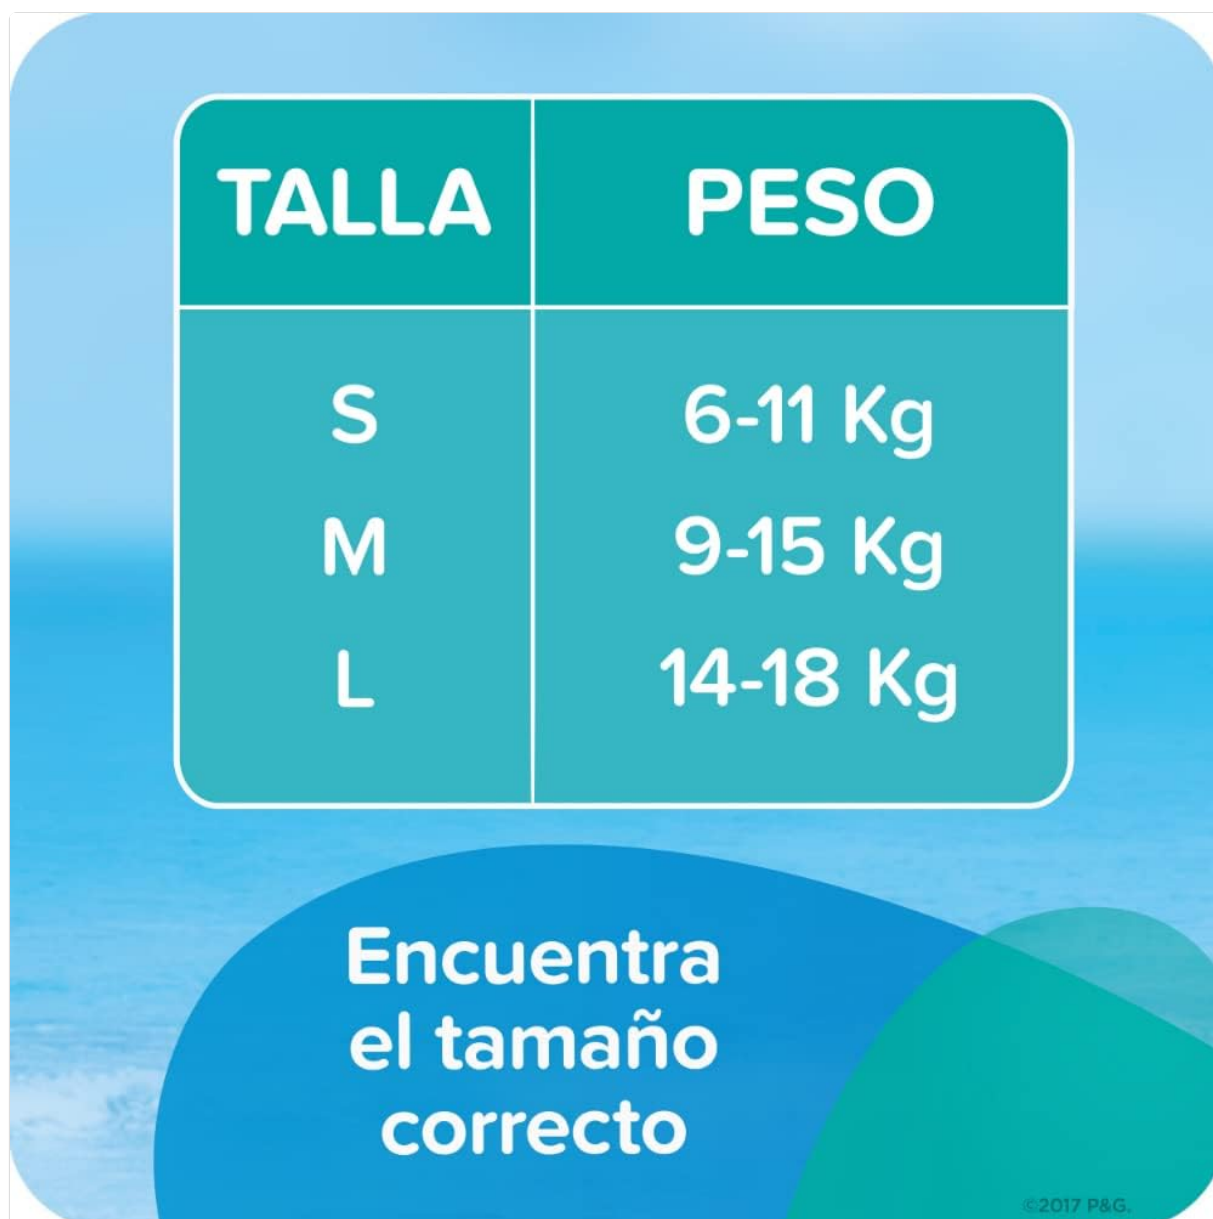 TALLA PESO
S 6-11 Kg
M 9-15 Kg
L 14-18 Kg
Encuentra
el tamaño
correcto
©2017 P&G.